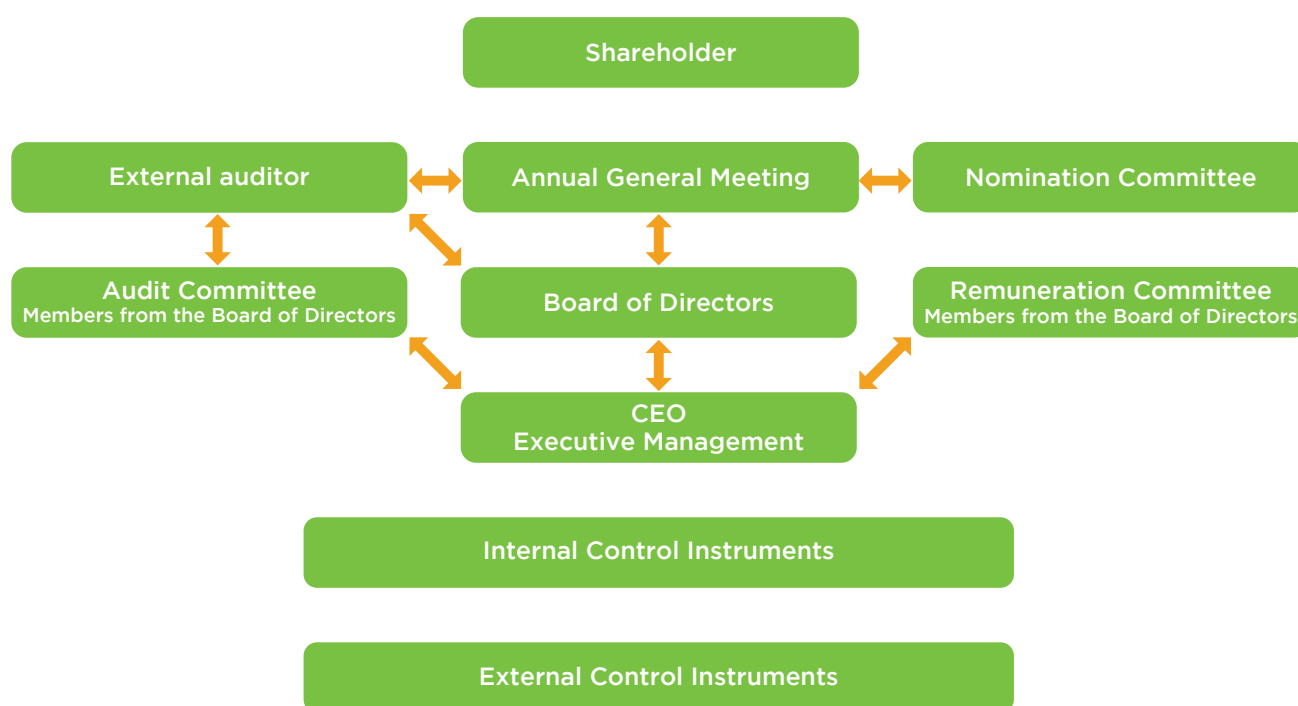 Shareholder
External auditor
Annual General Meeting
Nomination Committee
Audit Committee
Members from the Board of Directors
Board of Directors
Remuneration Committee
Members from the Board of Directors
CEO
Executive Management
Internal Control Instruments
External Control Instruments